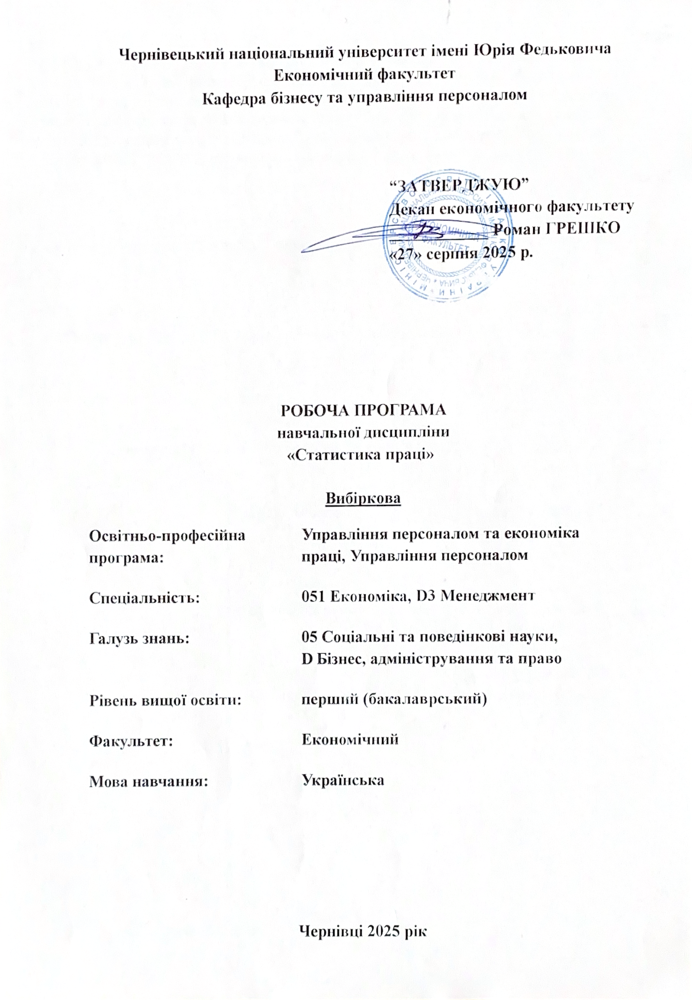 Чернівецький національний університет імені Юрія Федьковича
Економічний факультет
Кафедра бізнесу та управління персоналом
“ЗАТВЕРДЖУЮ”
Декан економічного факультету
Роман ГРЕШКО
«27» серпня 2025 р.
ЕКОНОМІЧНИЙ
ФАКУЛЬТЕТ
РОБОЧА ПРОГРАМА
навчальної дисципліни
«Статистика праці»
Вибіркова
Освітньо-професійна Управління персоналом та економіка
програма: праці, Управління персоналом
Спеціальність: 051 Економіка, D3 Менеджмент
Галузь знань: 05 Соціальні та поведінкові науки,
D Бізнес, адміністрування та право
Рівень вищої освіти: перший (бакалаврський)
Факультет: Економічний
Мова навчання: Українська
Чернівці 2025 рік